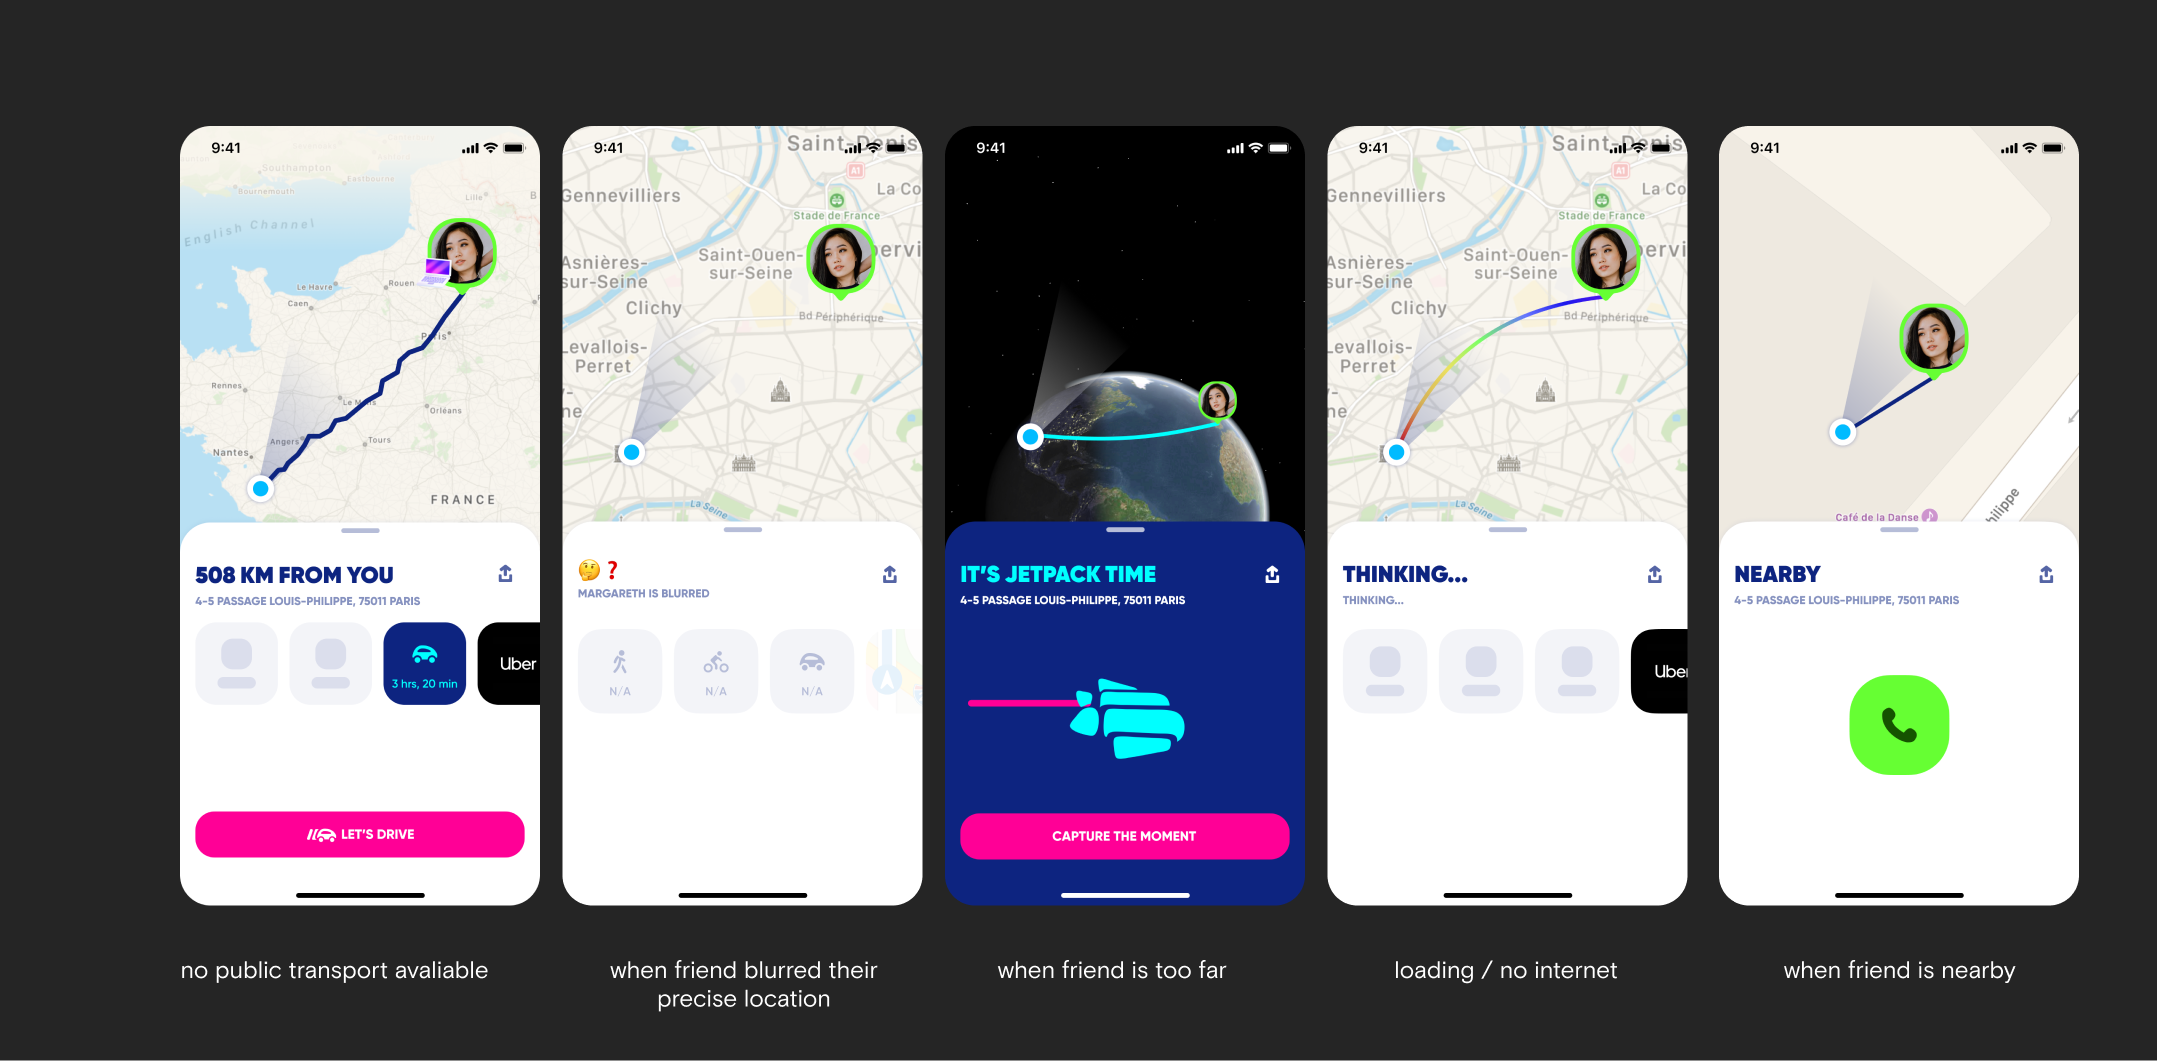 9:41
Southampton
Bournemouth
Eastbourne
Lille
B
English Channel
Le Havre
Rouen
Caen
Paris
Rennes
Le Mans
Orléans
Angers
Tours
Nantes
FRANCE
508 KM FROM YOU
4-5 PASSAGE LOUIS-PHILIPPE, 75011 PARIS
3 hrs, 20 min
Uber
LET'S DRIVE
no public transport avaliable
9:41
Saint-Denis
A1
Gennevilliers
La Co
Stade de France
Saint-Ouen-
sur-Seine
bervi
Asnières-
sur-Seine
Clichy
Bd Périphérique
Levallois-
Perret
y-
ne
La Seine
🤔❓
MARGARETH IS BLURRED
N/A
N/A
N/A
when friend blurred their
precise location
9:41
IT'S JETPACK TIME
4-5 PASSAGE LOUIS-PHILIPPE, 75011 PARIS
CAPTURE THE MOMENT
when friend is too far
9:41
Saint-Denis
A1
Gennevilliers
La Co
Stade de France
Saint-Ouen-
sur-Seine
bervi
Asnières-
sur-Seine
Clichy
Bd Périphérique
Levallois-
Perret
y-
ne
La Seine
THINKING...
THINKING...
Uber
loading / no internet
9:41
hilippe
Café de la Danse
NEARBY
4-5 PASSAGE LOUIS-PHILIPPE, 75011 PARIS
when friend is nearby